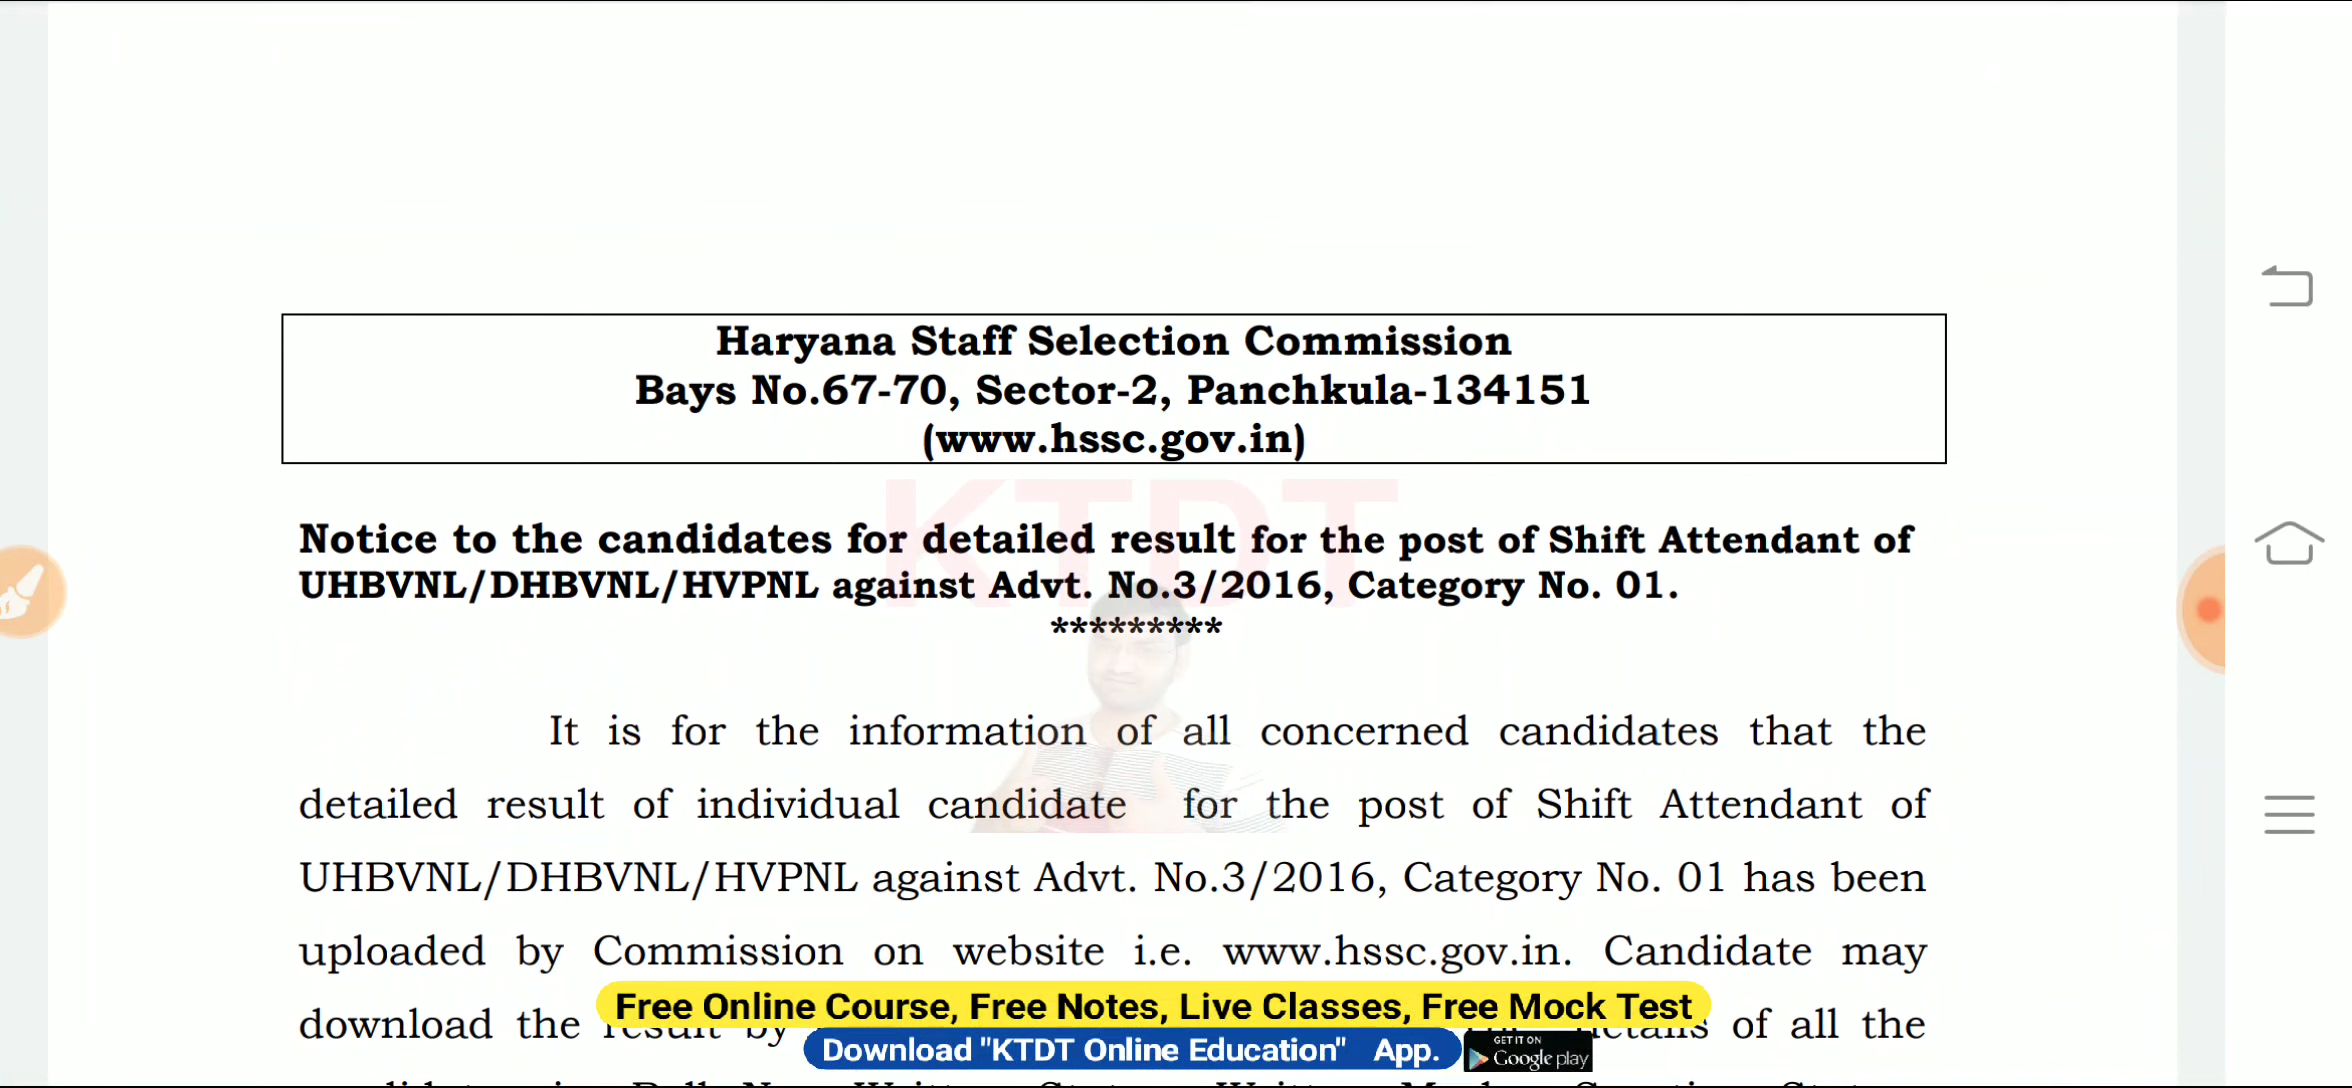 Haryana Staff Selection Commission
Bays No.67-70, Sector-2, Panchkula-134151
(www.hssc.gov.in)
KTDT
Notice to the candidates for detailed result for the post of Shift Attendant of
UHBVNL/DHBVNL/HVPNL against Advt. No.3/2016, Category No. 01.
*********
It is for the information of all concerned candidates that the
detailed result of individual candidate for the post of Shift Attendant of
UHBVNL/DHBVNL/HVPNL against Advt. No.3/2016, Category No. 01 has been
uploaded by Commission on website i.e. www.hssc.gov.in. Candidate may
download the result by details of all the
Free Online Course, Free Notes, Live Classes, Free Mock Test
Download "KTDT Online Education" App.
GET IT ON
Google play